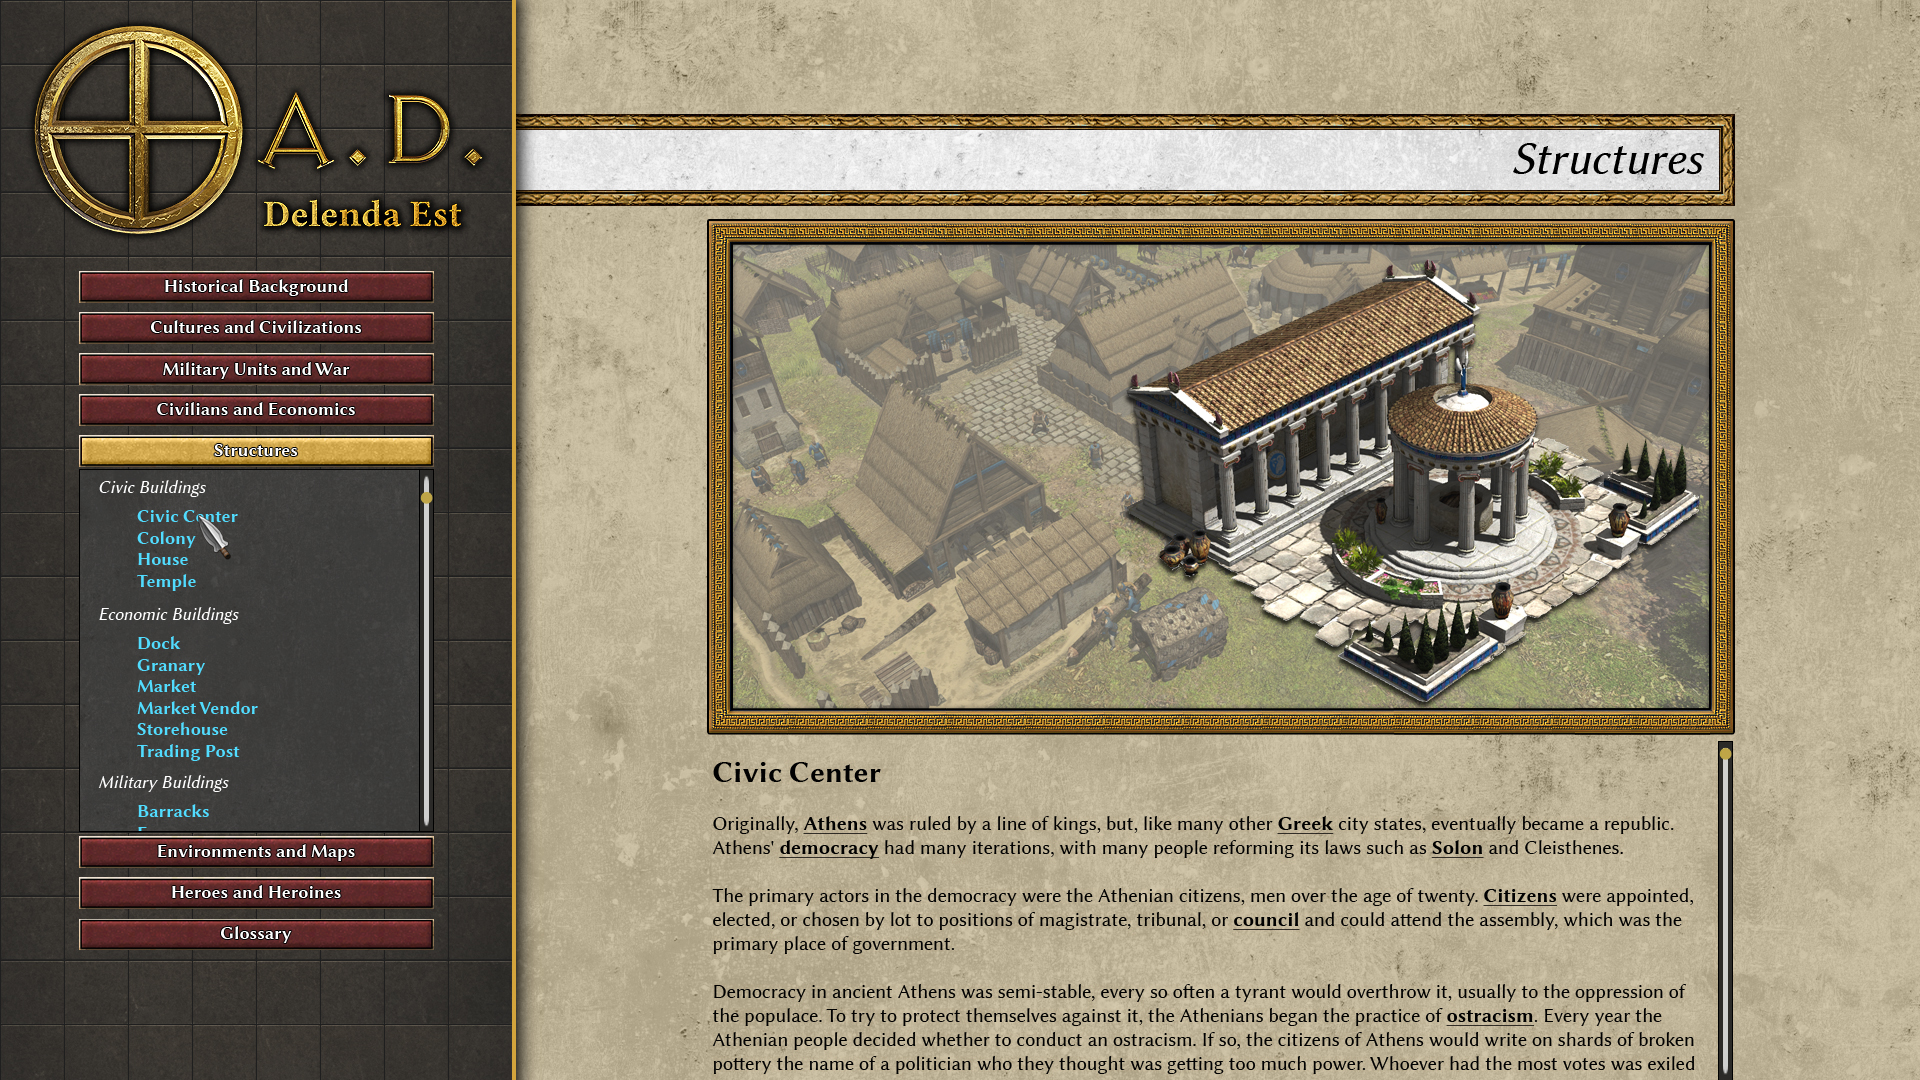 A. D.
Delenda Est
Historical Background
Cultures and Civilizations
Military Units and War
Civilians and Economics
Structures
Civic Buildings
Civic Center
Colony
House
Temple
Economic Buildings
Dock
Granary
Market
Market Vendor
Storehouse
Trading Post
Military Buildings
Barracks
Environments and Maps
Heroes and Heroines
Glossary
Structures
Civic Center
Originally, Athens was ruled by a line of kings, but, like many other Greek city states, eventually became a republic.
Athens' democracy had many iterations, with many people reforming its laws such as Solon and Cleisthenes.
The primary actors in the democracy were the Athenian citizens, men over the age of twenty. Citizens were appointed,
elected, or chosen by lot to positions of magistrate, tribunal, or council and could attend the assembly, which was the
primary place of government.
Democracy in ancient Athens was semi-stable, every so often a tyrant would overthrow it, usually to the oppression of
the populace. To try to protect themselves against it, the Athenians began the practice of ostracism. Every year the
Athenian people decided whether to conduct an ostracism. If so, the citizens of Athens would write on shards of broken
pottery the name of a politician who they thought was getting too much power. Whoever had the most votes was exiled